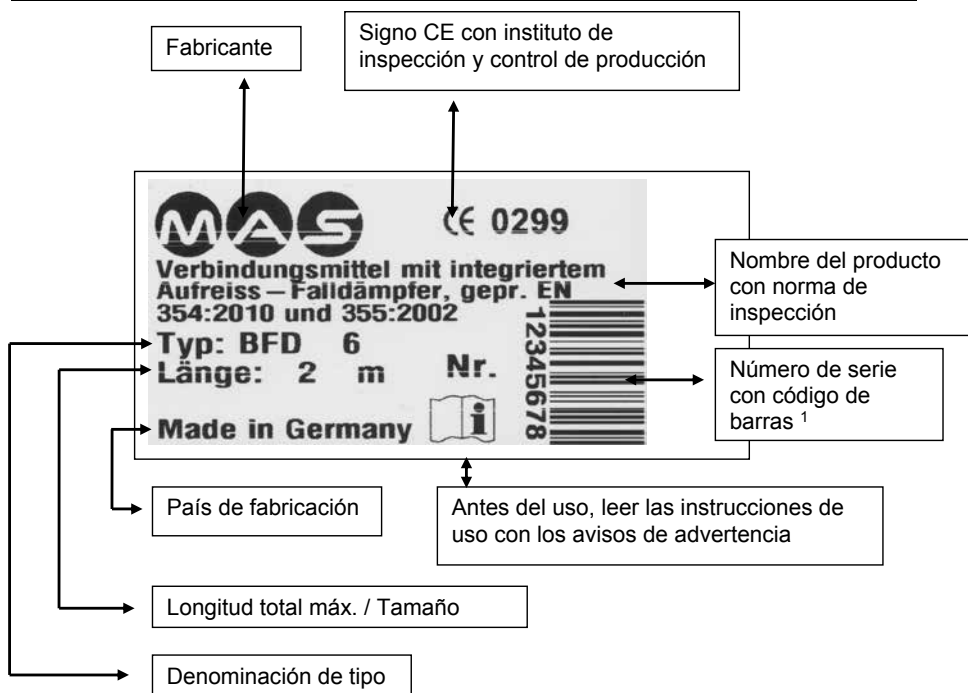 Fabricante
Signo CE con instituto de
inspección y control de producción
MAS
CE 0299
Verbindungsmittel mit integriertem
Aufreiss – Falldämpfer, gepr. EN
354:2010 und 355:2002
Typ: BFD 6
Länge: 2 m
Nr.
12345678
Made in Germany
i
Nombre del producto
con norma de
inspección
Número de serie
con código de
barras 1
País de fabricación
Antes del uso, leer las instrucciones de
uso con los avisos de advertencia
Longitud total máx. / Tamaño
Denominación de tipo